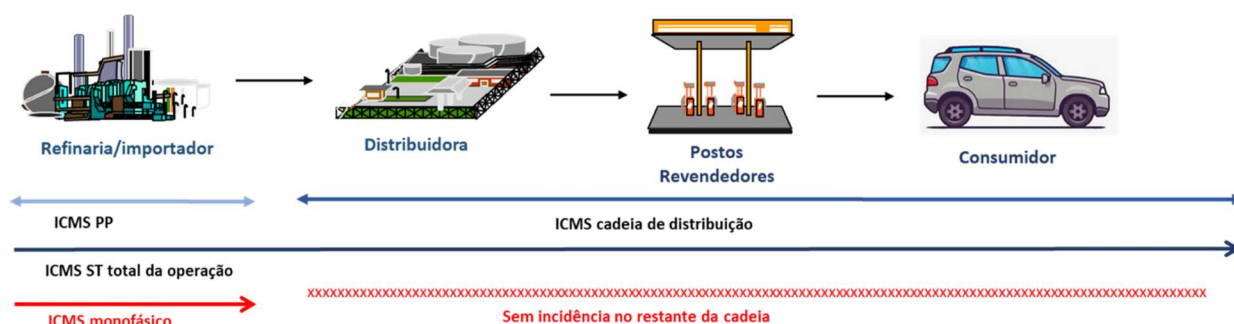 Refinaria/importador
Distribuidora
Postos
Revendedores
Consumidor
ICMS PP
ICMS cadeia de distribuição
ICMS ST total da operação
ICMS monofásico
Sem incidência no restante da cadeia